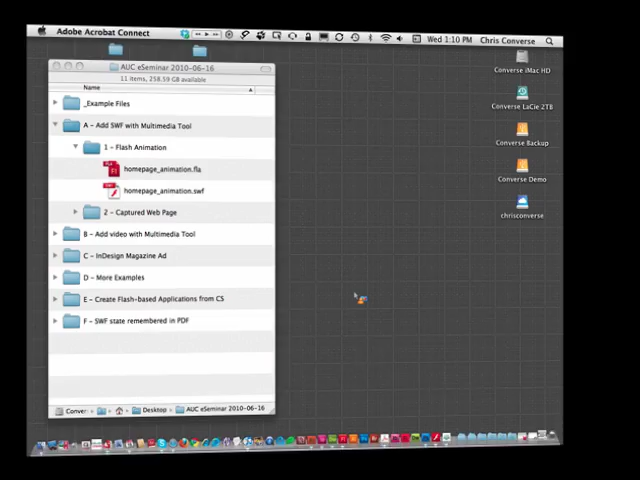 Adobe Acrobat Connect
Wed 1:10 PM
Chris Converse
AUC eSeminar 2010-06-16
11 items, 258.59 GB available
Name
_Example Files
A - Add SWF with Multimedia Tool
1 - Flash Animation
homepage_animation.fla
homepage_animation.swf
2 - Captured Web Page
B - Add video with Multimedia Tool
C - InDesign Magazine Ad
D - More Examples
E - Create Flash-based Applications from CS
F - SWF state remembered in PDF
Conver
Desktop
AUC eSeminar 2010-06-16
Converse iMac HD
Converse LaCie 2TB
Converse Backup
Converse Demo
chrisconverse